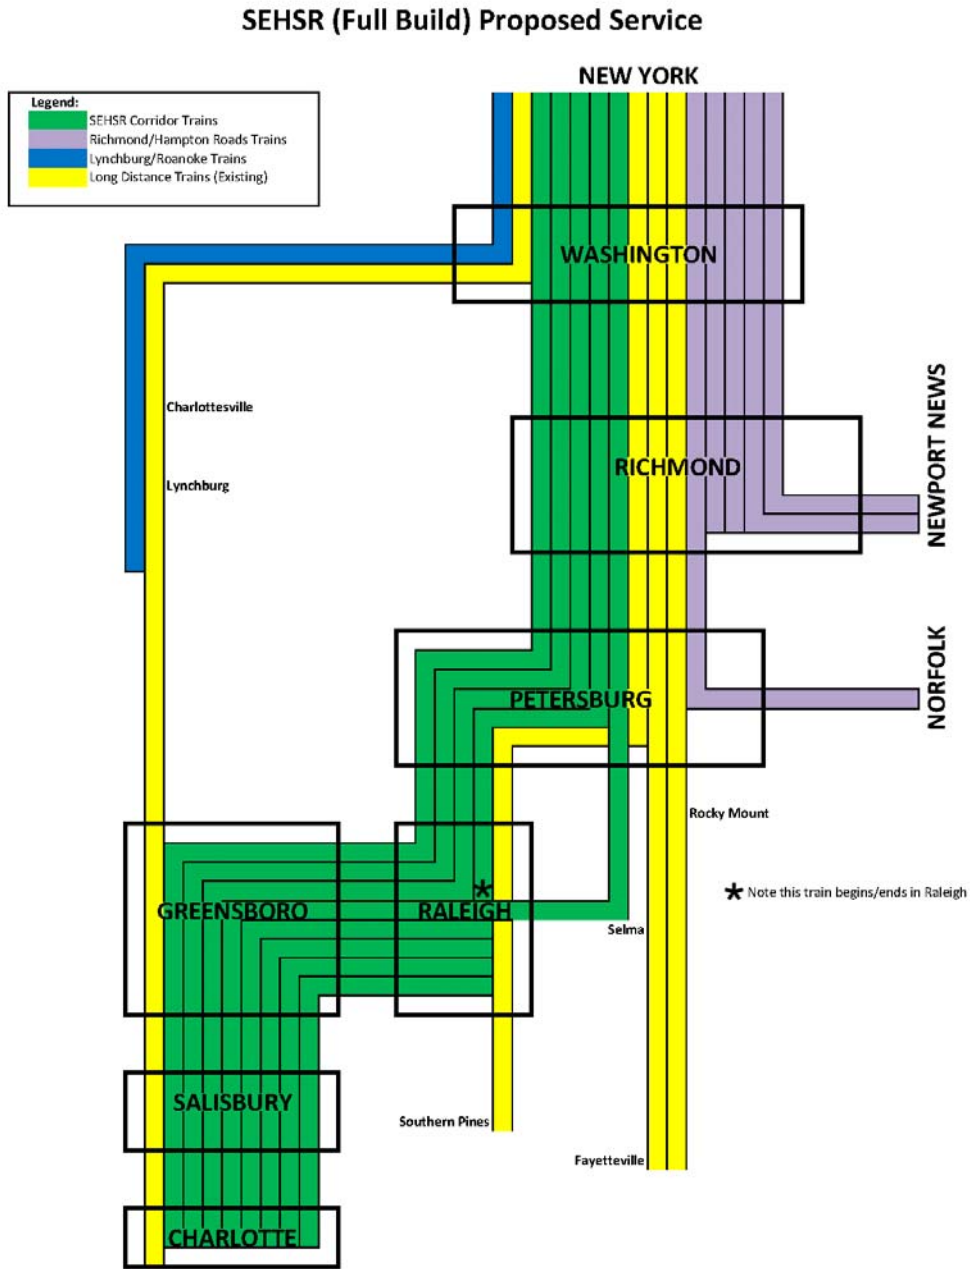 SEHSR (Full Build) Proposed Service
NEW YORK
Legend:
SEHSR Corridor Trains
Richmond/Hampton Roads Trains
Lynchburg/Roanoke Trains
Long Distance Trains (Existing)
WASHINGTON
Charlottesville
NEWPORT NEWS
RICHMOND
Lynchburg
NORFOLK
PETERSBURG
Rocky Mount
* Note this train begins/ends in Raleigh
*
GREENSBORO
RALEIGH
Selma
SALISBURY
Southern Pines
Fayetteville
CHARLOTTE